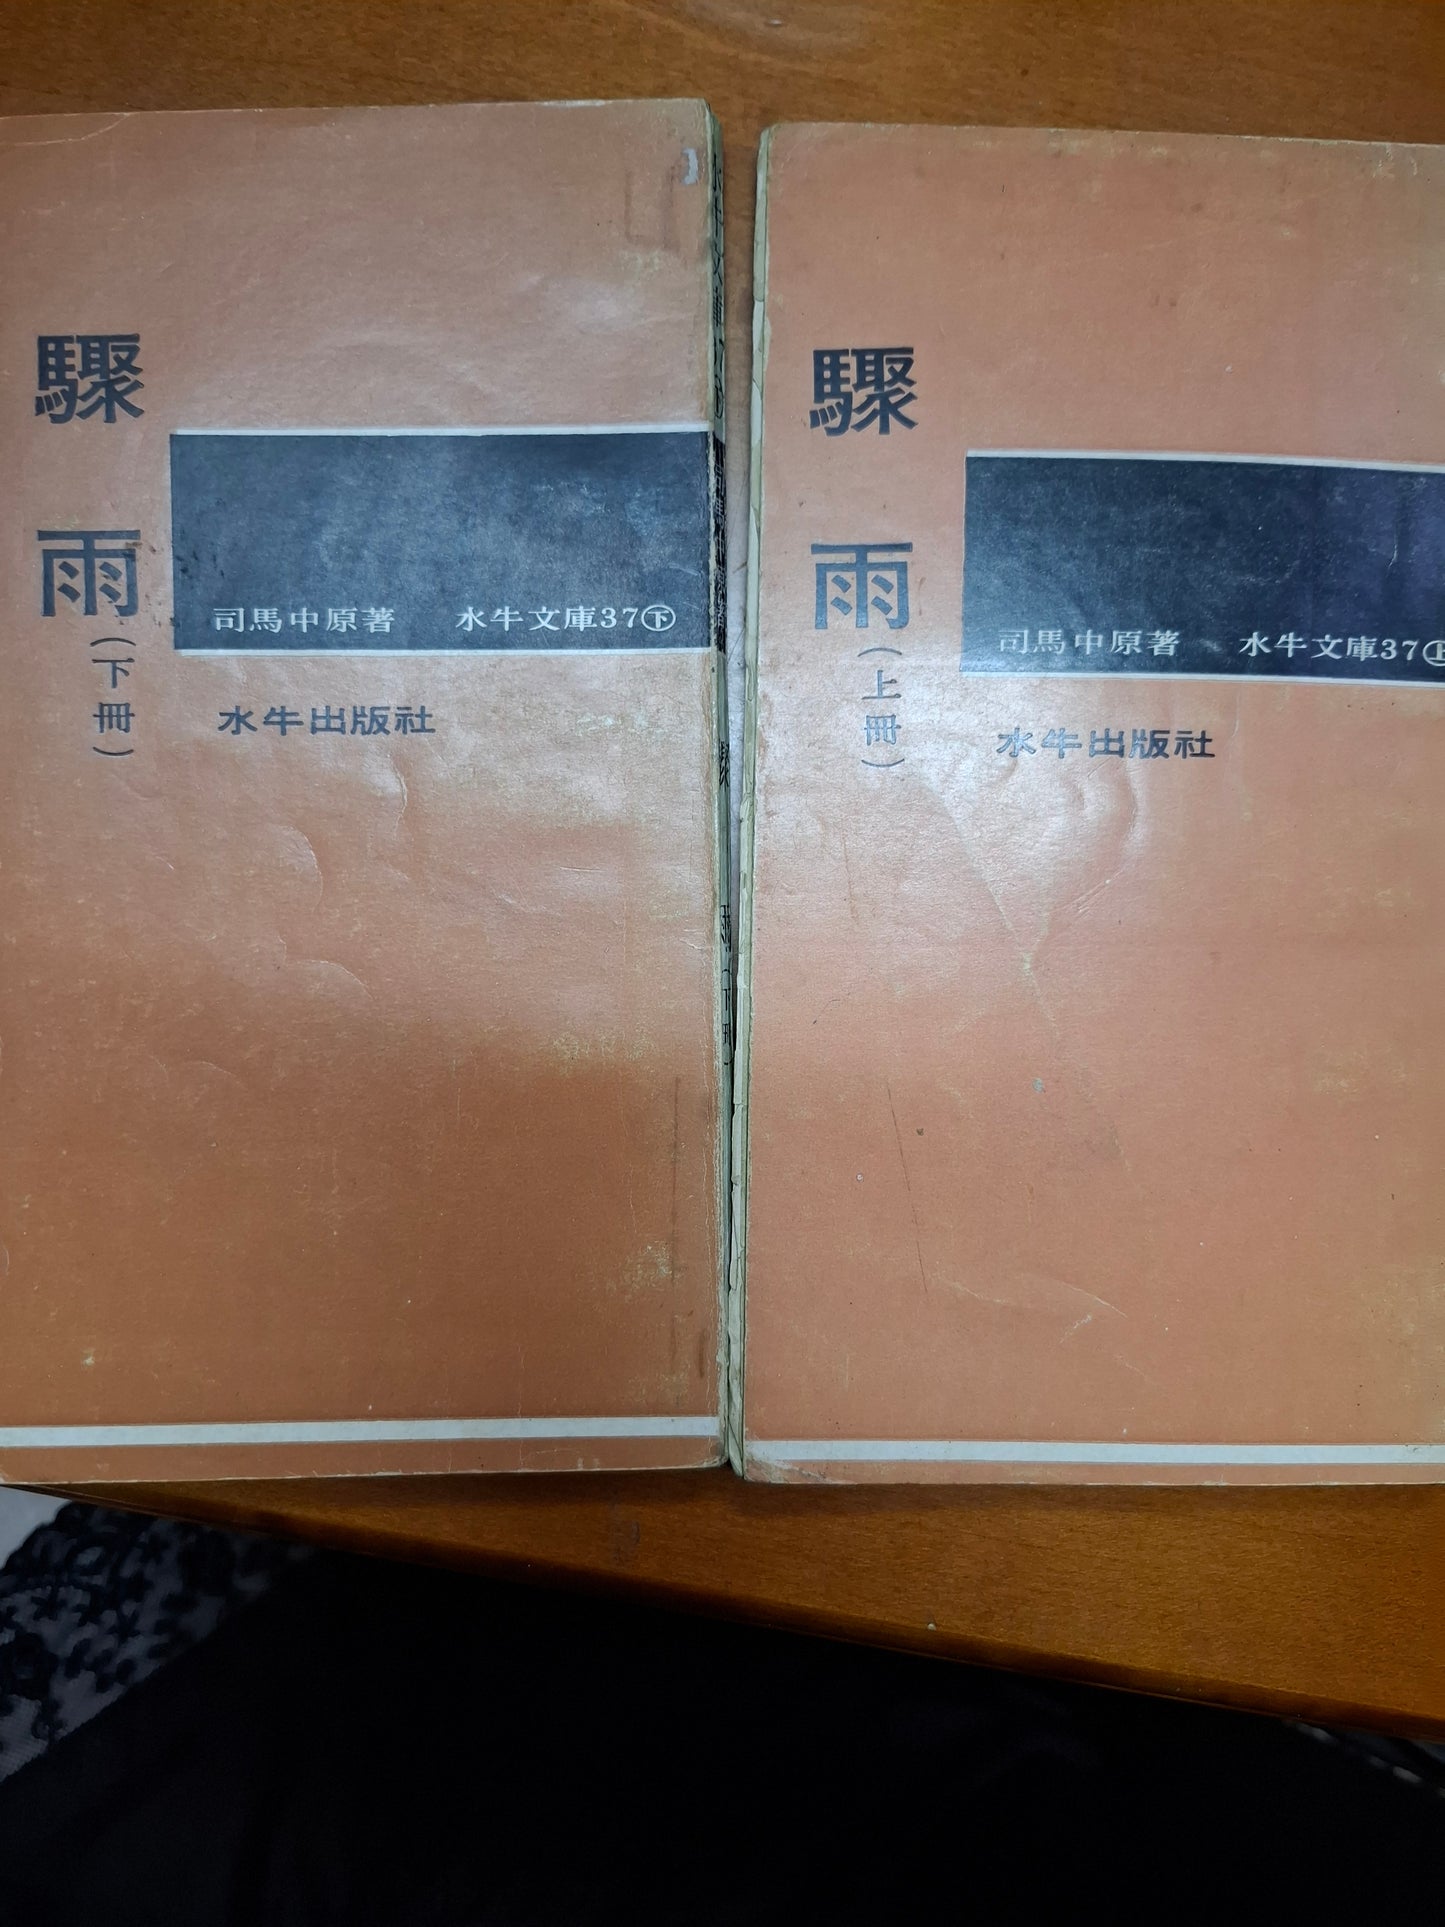 驟雨
(下冊)
司馬中原著 水牛文庫37㊦
水牛出版社
驟雨
(上冊)
司馬中原著 水牛文庫37㊤
水牛出版社